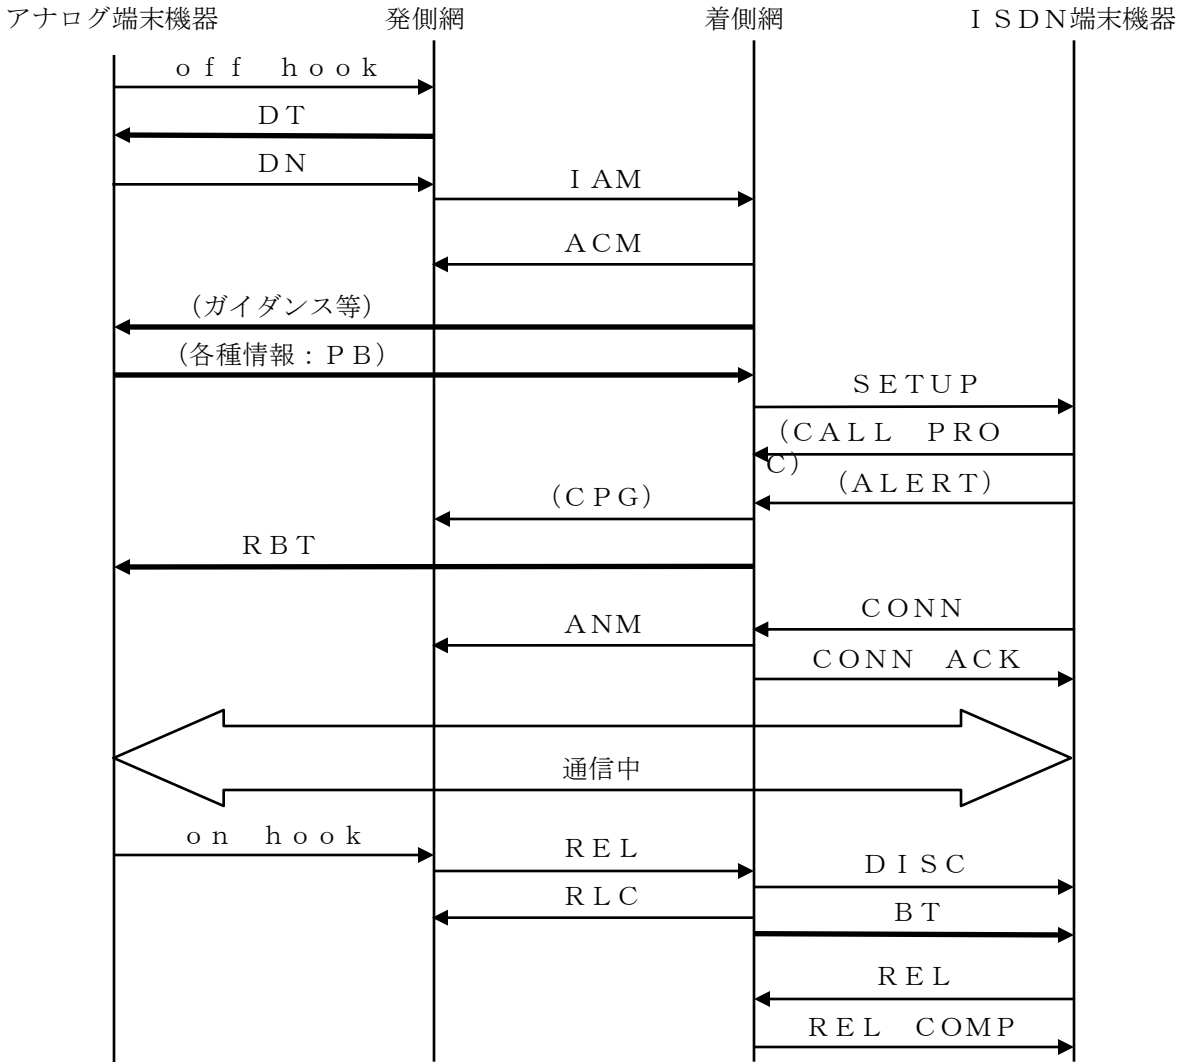 アナログ端末機器 発側網 着側網 ＩＳＤＮ端末機器
ｏｆｆ　ｈｏｏｋ
ＤＴ
ＤＮ
ＩＡＭ
ＡＣＭ
（ガイダンス等）
（各種情報：ＰＢ）
ＳＥＴＵＰ
（ＣＡＬＬ　ＰＲＯ
Ｃ）
（ＡＬＥＲＴ）
（ＣＰＧ）
ＲＢＴ
ＣＯＮＮ
ＡＮＭ
ＣＯＮＮ　ＡＣＫ
通信中
ｏｎ　ｈｏｏｋ
ＲＥＬ
ＤＩＳＣ
ＲＬＣ
ＢＴ
ＲＥＬ
ＲＥＬ　ＣＯＭＰ